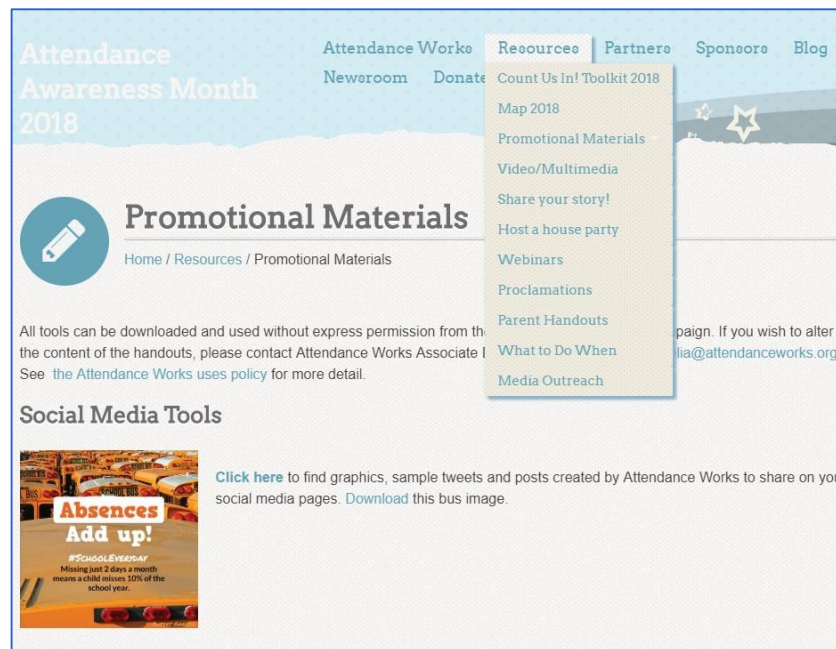 Attendance
Awareness Month
2018
Attendance Works Resources Partners Sponsors Blog
Newsroom Donate
Count Us In! Toolkit 2018
Map 2018
Promotional Materials
Video/Multimedia
Share your story!
Host a house party
Webinars
Proclamations
Parent Handouts
What to Do When
Media Outreach
Promotional Materials
Home / Resources / Promotional Materials
All tools can be downloaded and used without express permission from paign. If you wish to alter
the content of the handouts, please contact Attendance Works Associate lia@attendanceworks.org
See the Attendance Works uses policy for more detail.
Social Media Tools
SCHOOL BUS
Absences
Add up!
#SCHOOLEVERYDAY
Missing just 2 days a month
means a child misses 10% of the
school year.
Click here to find graphics, sample tweets and posts created by Attendance Works to share on you
social media pages. Download this bus image.